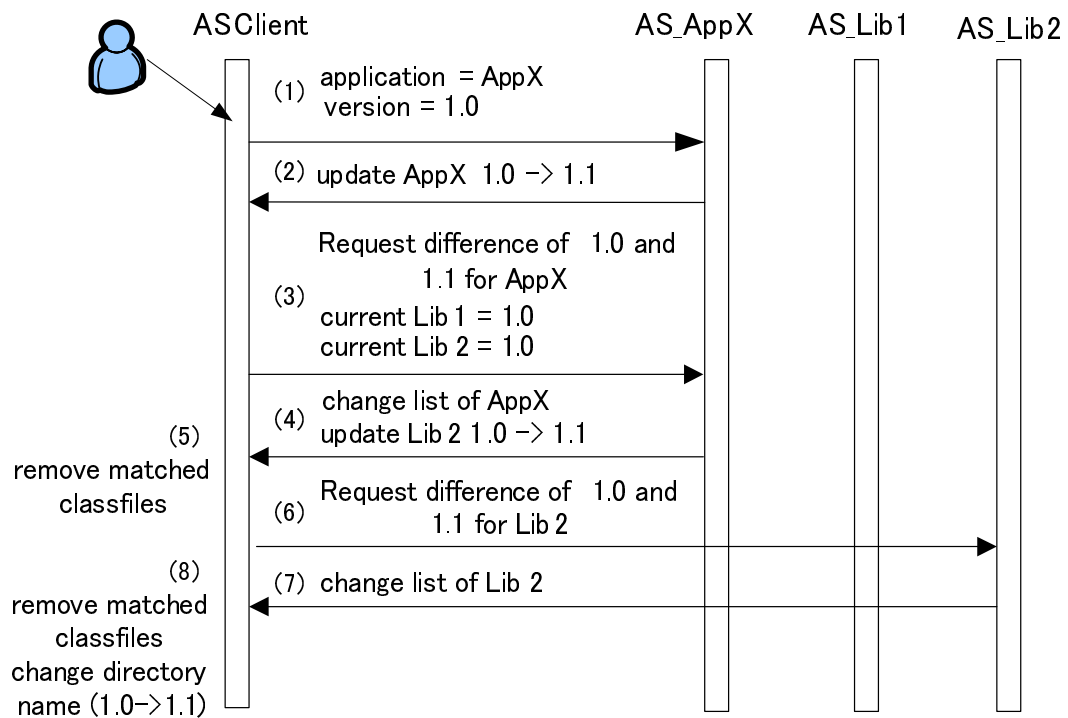 ASClient
AS_AppX
AS_Lib1
AS_Lib2
(1) application = AppX
version = 1.0
(2) update AppX 1.0 -> 1.1
Request difference of 1.0 and
1.1 for AppX
(3)
current Lib 1 = 1.0
current Lib 2 = 1.0
(4) change list of AppX
update Lib 2 1.0 -> 1.1
(5)
remove matched
classfiles
(6) Request difference of 1.0 and
1.1 for Lib 2
(7) change list of Lib 2
(8)
remove matched
classfiles
change directory
name (1.0->1.1)